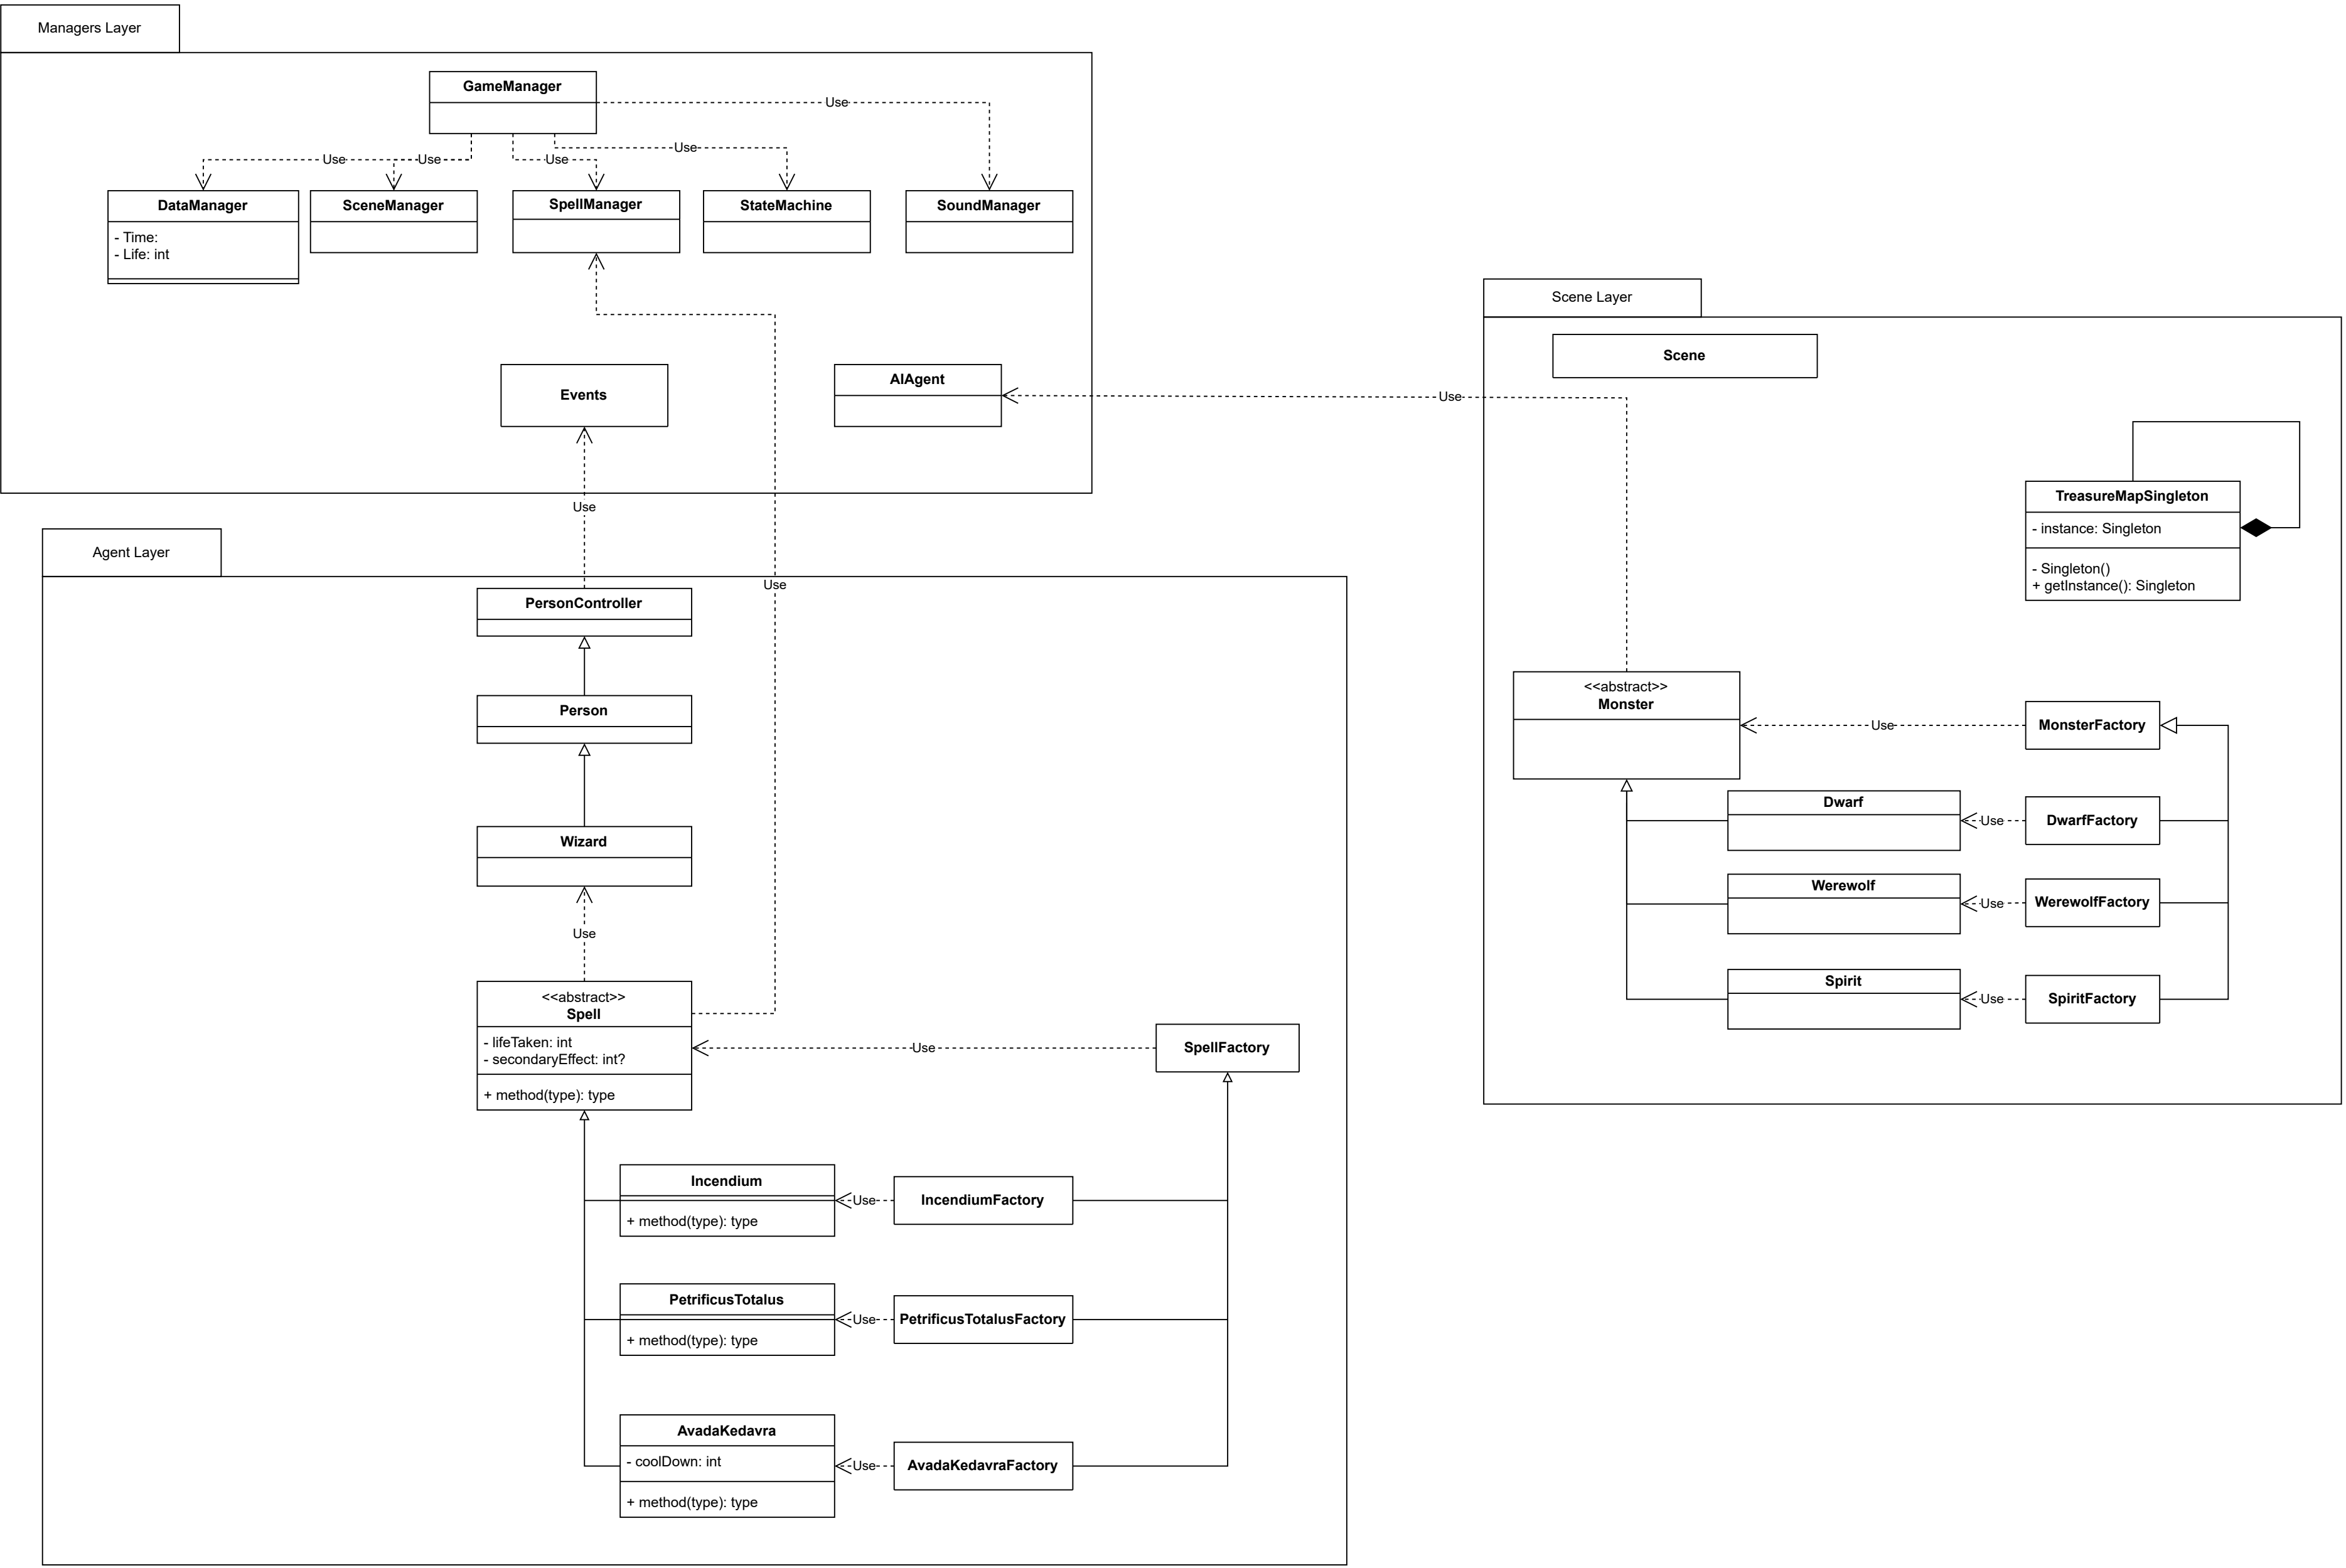 Managers Layer
GameManager
Use
Use
Use
Use
Use
DataManager
- Time:
- Life: int
SceneManager
SpellManager
StateMachine
SoundManager
Events
AIAgent
Use
Use
Use
Scene Layer
Scene
TreasureMapSingleton
- instance: Singleton
- Singleton()
+ getInstance(): Singleton
<<abstract>>
Monster
Use
MonsterFactory
Dwarf
Use
DwarfFactory
Werewolf
Use
WerewolfFactory
Spirit
Use
SpiritFactory
Agent Layer
PersonController
Person
Wizard
Use
<<abstract>>
Spell
- lifeTaken: int
- secondaryEffect: int?
+ method(type): type
Use
SpellFactory
Incendium
+ method(type): type
Use
IncendiumFactory
PetrificusTotalus
+ method(type): type
Use
PetrificusTotalusFactory
AvadaKedavra
- coolDown: int
+ method(type): type
Use
AvadaKedavraFactory